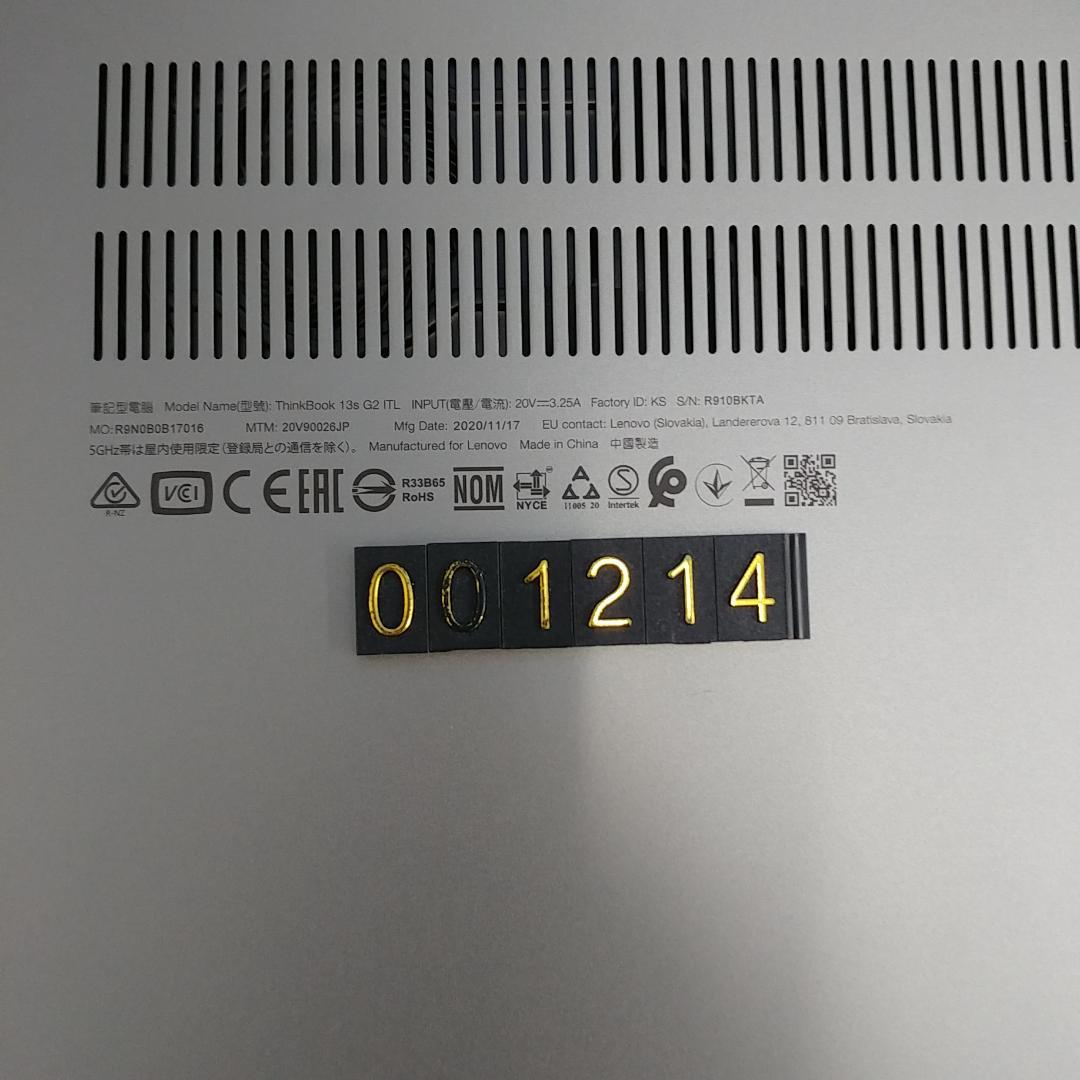 筆記型電腦 Model Name(型號): ThinkBook 13s G2 ITL INPUT(電壓/電流): 20V⎓3.25A Factory ID: KS S/N: R910BKTA
MO: R9N0B0B17016 MTM: 20V90026JP Mfg Date: 2020/11/17 EU contact: Lenovo (Slovakia), Landererova 12, 811 09 Bratislava, Slovakia
5GHz帯は屋内使用限定(登録局との通信を除く)。 Manufactured for Lenovo Made in China 中國製造
R-NZ VCCI CE EAC R33B65 RoHS NOM NYCE 11005 20 S Intertek
001214